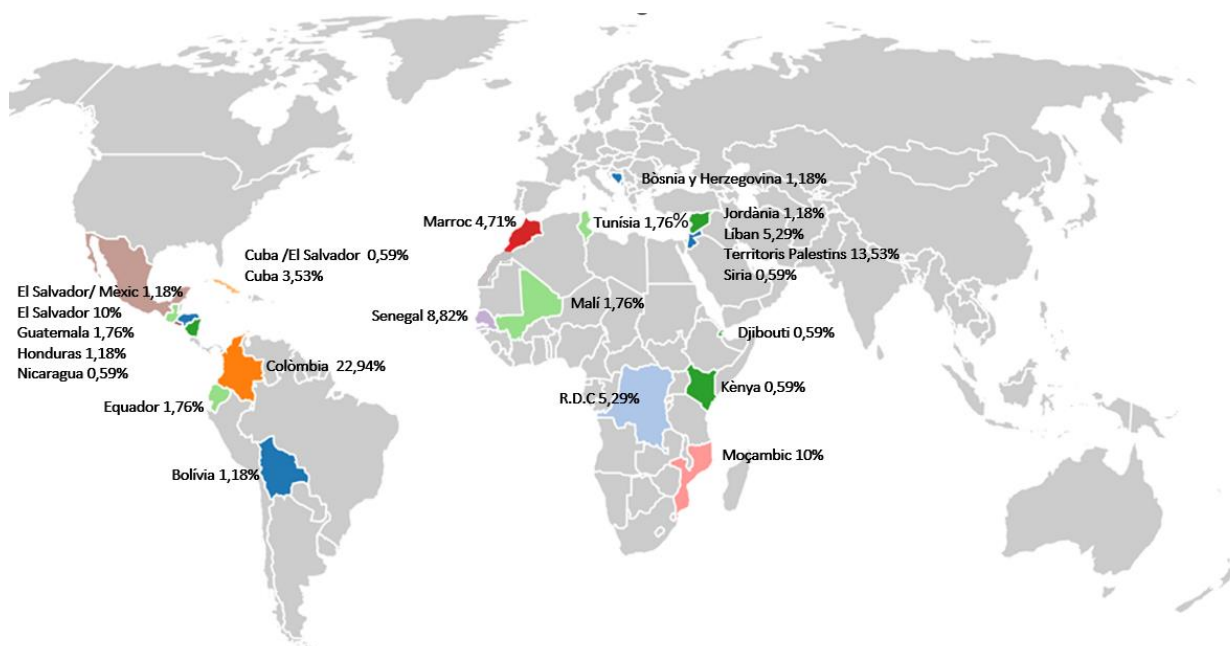 Bòsnia y Herzegovina 1,18%
Marroc 4,71%
Tunísia 1,76%
Jordània 1,18%
Líban 5,29%
Territoris Palestins 13,53%
Siria 0,59%
Cuba /El Salvador 0,59%
Cuba 3,53%
El Salvador/ Mèxic 1,18%
El Salvador 10%
Guatemala 1,76%
Honduras 1,18%
Nicaragua 0,59%
Senegal 8,82%
Malí 1,76%
Djibouti 0,59%
Colòmbia 22,94%
Equador 1,76%
R.D.C 5,29%
Kènya 0,59%
Moçambic 10%
Bolívia 1,18%